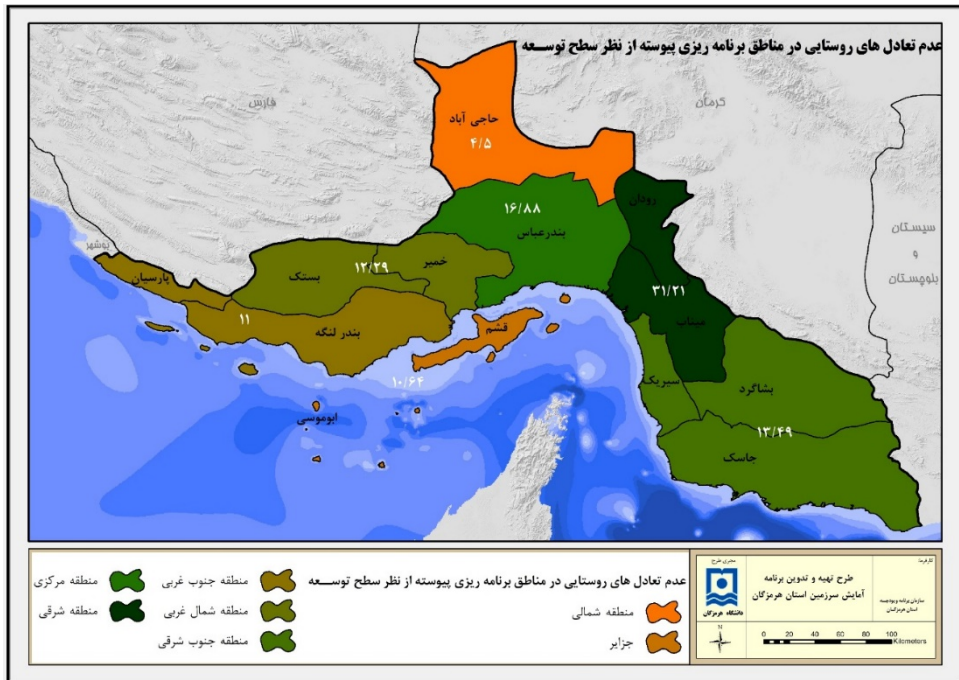 عدم تعادل های روستایی در مناطق برنامه ریزی پیوسته از نظر سطح توســعه
فارس
کرمان
حاجی آباد
۴/۵
رودان
۱۶/۸۸
بندرعباس
سیستان
و
بلوچستان
بوشهر
پارسیان
بستک
۱۲/۲۹
خمیر
۳۱/۲۱
میناب
۱۱
بندر لنگه
قشم
۱۰/۶۴
سیریک
بشاگرد
ابوموسی
۱۳/۴۹
جاسک
عدم تعادل های روستایی در مناطق برنامه ریزی پیوسته از نظر سطح توســعه
منطقه شمالی
جزایر
منطقه جنوب غربی
منطقه شمال غربی
منطقه جنوب شرقی
منطقه مرکزی
منطقه شرقی
کارفرما:
سازمان برنامه و بودجه
استان هرمزگان
طرح تهیه و تدوین برنامه
آمایش سرزمین استان هرمزگان
مجری طرح:
دانشگاه هرمزگان
N
0 20 40 60 80 100
Kilometers